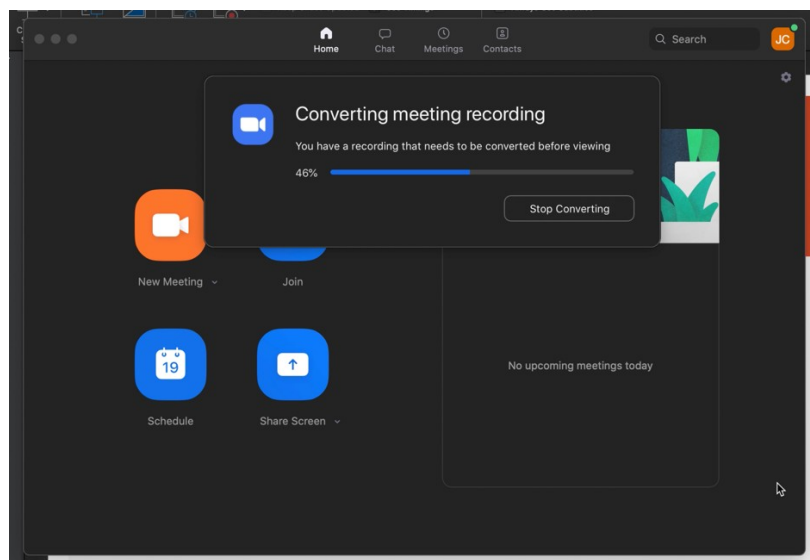 Home
Chat
Meetings
Contacts
Search
JC
Converting meeting recording
You have a recording that needs to be converted before viewing
46%
Stop Converting
New Meeting
Join
19
Schedule
Share Screen
No upcoming meetings today